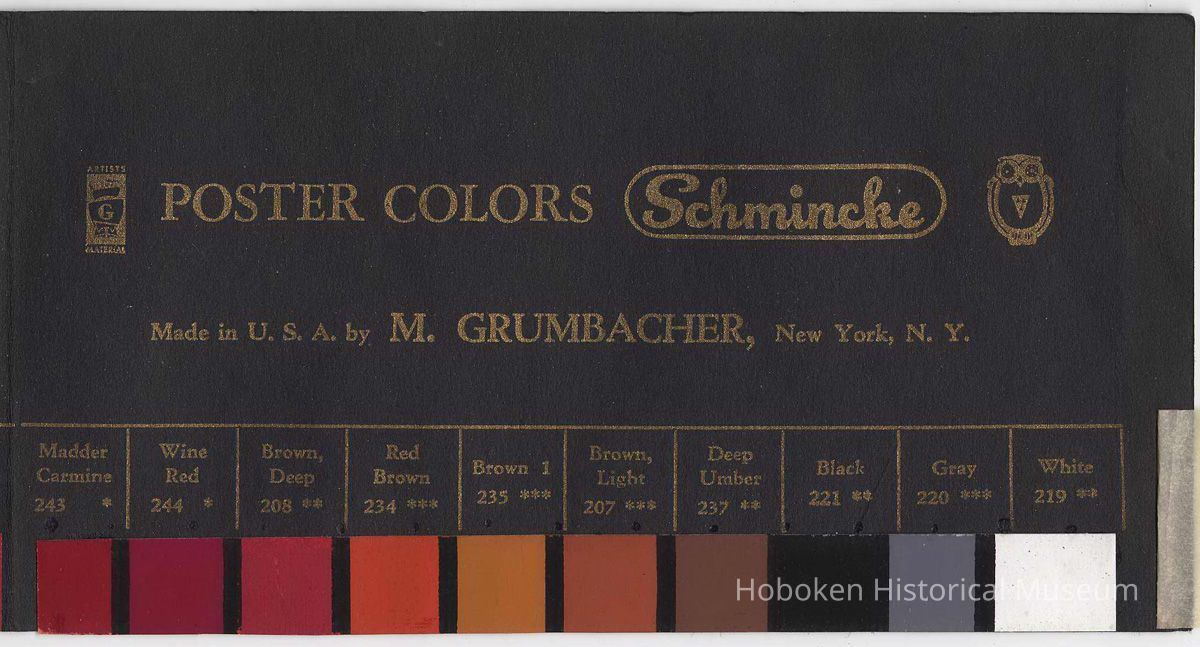 ARTISTS
G
MATERIAL
POSTER COLORS Schmincke
Made in U. S. A. by M. GRUMBACHER, New York, N. Y.
Madder
Carmine
243 *
Wine
Red
244 *
Brown,
Deep
208 **
Red
Brown
234 ***
Brown 1
235 ***
Brown,
Light
207 ***
Deep
Umber
237 **
Black
221 **
Gray
220 ***
White
219 **
Hoboken Historical Museum